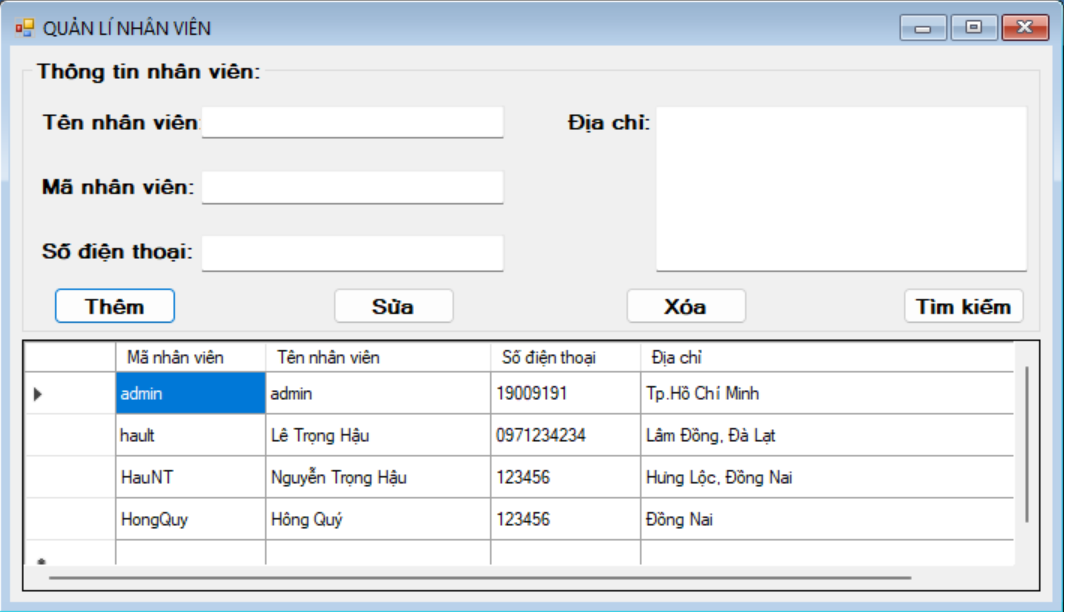 QUẢN LÍ NHÂN VIÊN
Thông tin nhân viên:
Tên nhân viên
Địa chỉ:
Mã nhân viên:
Số điện thoại:
Thêm Sửa Xóa Tìm kiếm
Mã nhân viên Tên nhân viên Số điện thoại Địa chỉ
admin admin 19009191 Tp.Hồ Chí Minh
hault Lê Trọng Hậu 0971234234 Lâm Đồng, Đà Lạt
HauNT Nguyễn Trọng Hậu 123456 Hưng Lộc, Đồng Nai
HongQuy Hông Quý 123456 Đồng Nai